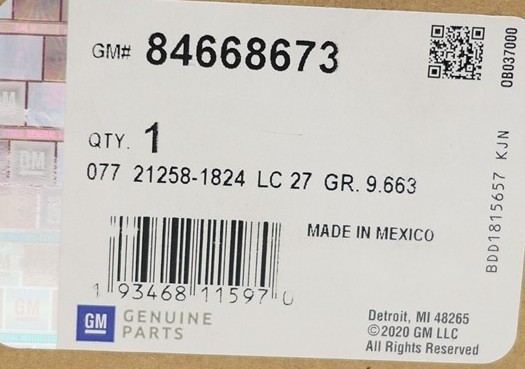 GM# 84668673
0B037000
QTY. 1
077 21258-1824 LC 27 GR. 9.663
BDD1815657 KJN
MADE IN MEXICO
1 93468 11597 0
GM GENUINE
PARTS
Detroit, MI 48265
©2020 GM LLC
All Rights Reserved
GM